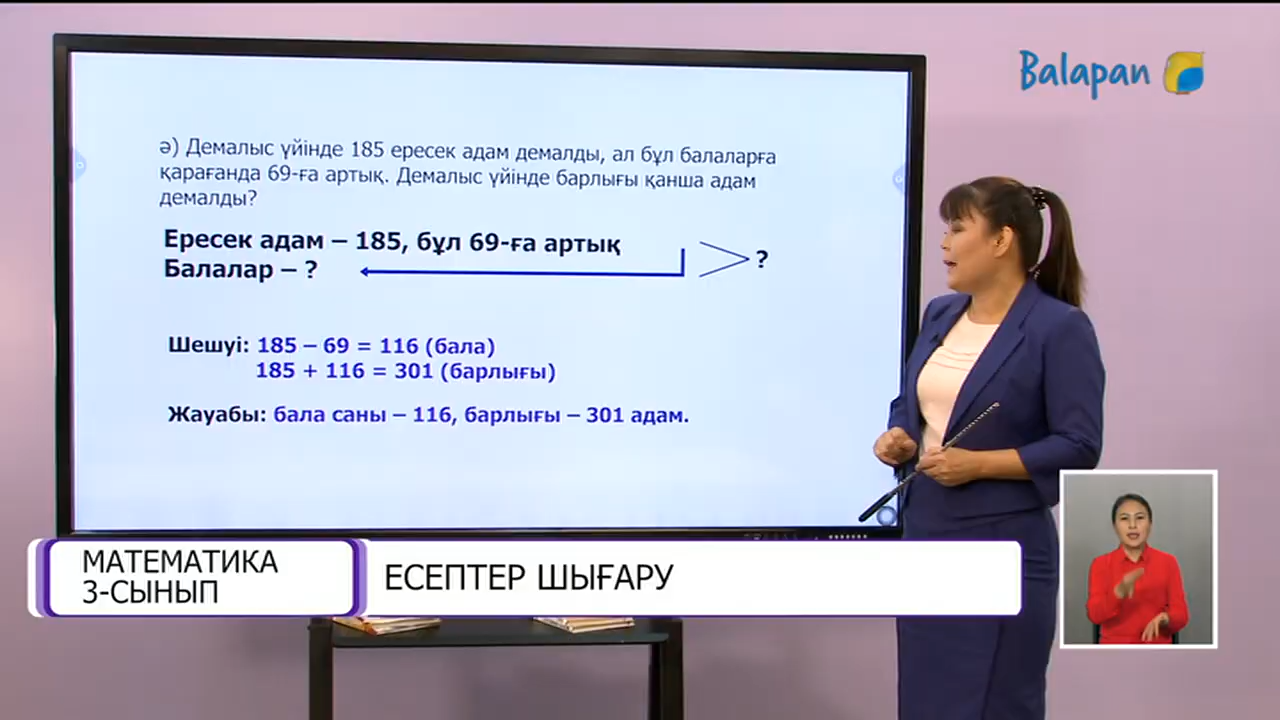 Balapan
ә) Демалыс үйінде 185 ересек адам демалды, ал бұл балаларға
қарағанда 69-ға артық. Демалыс үйінде барлығы қанша адам
демалды?
Ересек адам – 185, бұл 69-ға артық
Балалар – ?
?
Шешуі: 185 – 69 = 116 (бала)
185 + 116 = 301 (барлығы)
Жауабы: бала саны – 116, барлығы – 301 адам.
МАТЕМАТИКА
3-СЫНЫП
ЕСЕПТЕР ШЫҒАРУ